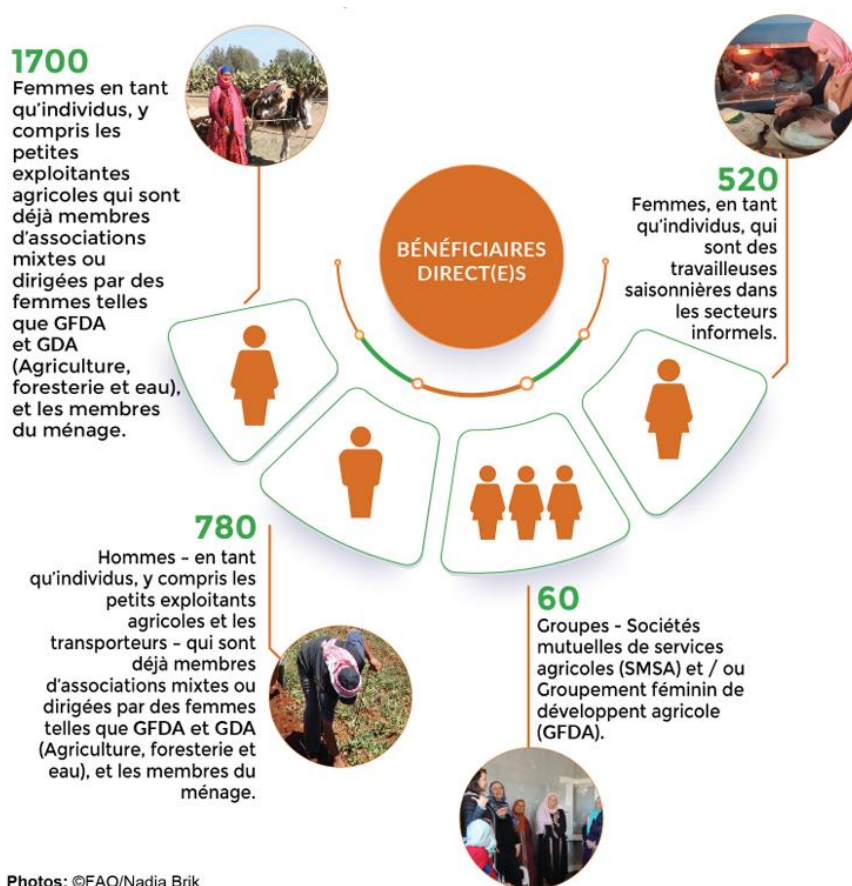 1700
Femmes en tant
qu'individus, y
compris les
petites
exploitantes
agricoles qui sont
déjà membres
d'associations
mixtes ou
dirigées par des
femmes telles
que GFDA
et GDA
(Agriculture,
foresterie et eau),
et les membres
du ménage.
BÉNÉFICIAIRES
DIRECT(E)S
520
Femmes, en tant
qu'individus, qui
sont des
travailleuses
saisonnières dans
les secteurs
informels.
780
Hommes - en tant
qu'individus, y compris les
petits exploitants
agricoles et les
transporteurs - qui sont
déjà membres
d'associations mixtes ou
dirigées par des femmes
telles que GFDA et GDA
(Agriculture, foresterie et
eau), et les membres du
ménage.
60
Groupes - Sociétés
mutuelles de services
agricoles (SMSA) et / ou
Groupement féminin de
développent agricole
(GFDA).
Photos: ©FAO/Nadia Brik